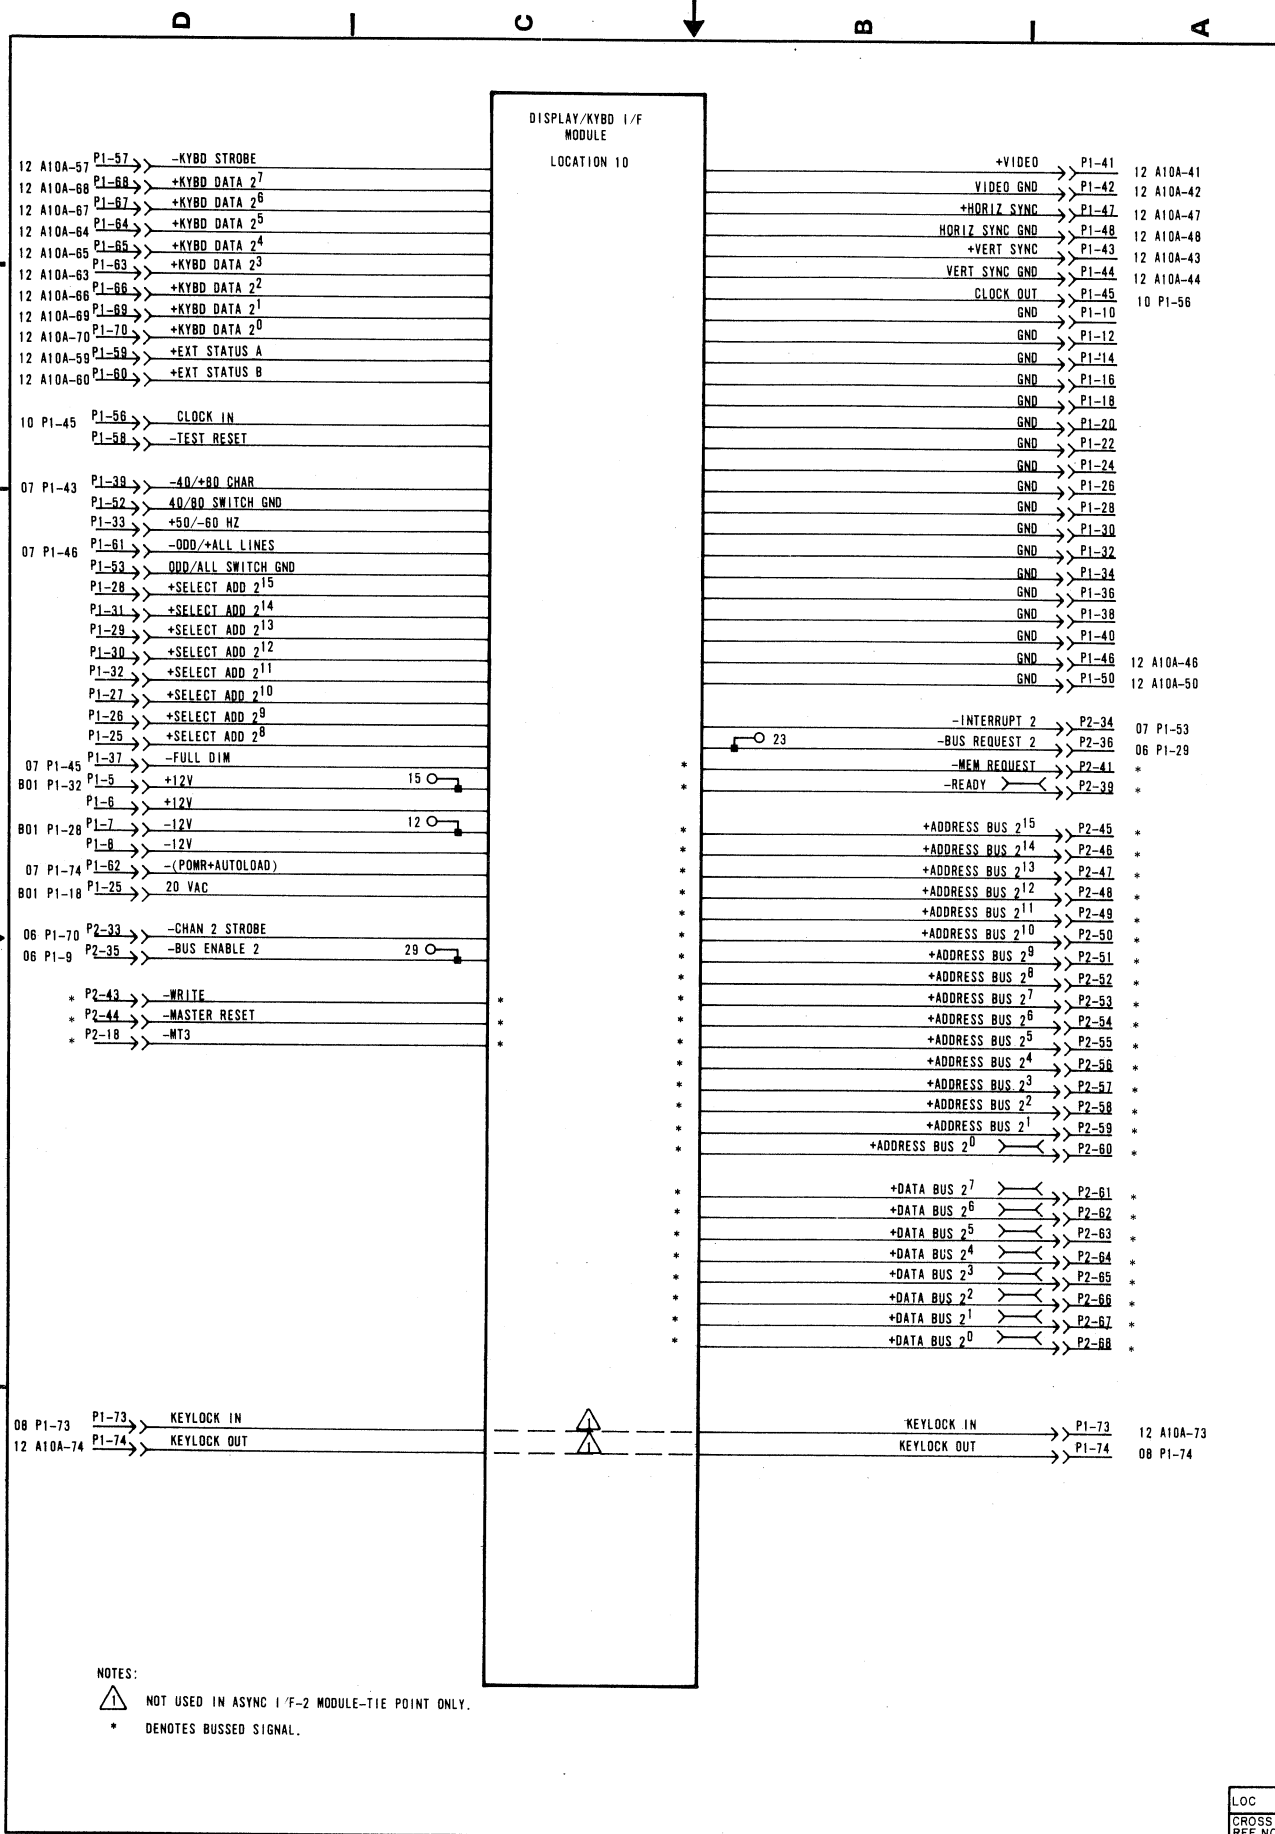 D C B A
DISPLAY/KYBD I/F
MODULE
LOCATION 10
12 A10A-57 P1-57 -KYBD STROBE
12 A10A-68 P1-68 +KYBD DATA 2^7
12 A10A-67 P1-67 +KYBD DATA 2^6
12 A10A-64 P1-64 +KYBD DATA 2^5
12 A10A-65 P1-65 +KYBD DATA 2^4
12 A10A-63 P1-63 +KYBD DATA 2^3
12 A10A-66 P1-66 +KYBD DATA 2^2
12 A10A-69 P1-69 +KYBD DATA 2^1
12 A10A-70 P1-70 +KYBD DATA 2^0
12 A10A-59 P1-59 +EXT STATUS A
12 A10A-60 P1-60 +EXT STATUS B
10 P1-45 P1-56 CLOCK IN
P1-58 -TEST RESET
07 P1-43 P1-39 -40/+80 CHAR
P1-52 40/80 SWITCH GND
P1-33 +50/-60 HZ
07 P1-46 P1-61 -ODD/+ALL LINES
P1-53 ODD/ALL SWITCH GND
P1-28 +SELECT ADD 2^15
P1-31 +SELECT ADD 2^14
P1-29 +SELECT ADD 2^13
P1-30 +SELECT ADD 2^12
P1-32 +SELECT ADD 2^11
P1-27 +SELECT ADD 2^10
P1-26 +SELECT ADD 2^9
P1-25 +SELECT ADD 2^8
07 P1-45 P1-37 -FULL DIM
B01 P1-32 P1-5 +12V 15
P1-6 +12V
B01 P1-28 P1-7 -12V 12
P1-8 -12V
07 P1-74 P1-62 -(POMR+AUTOLOAD)
B01 P1-18 P1-25 20 VAC
06 P1-70 P2-33 -CHAN 2 STROBE
06 P1-9 P2-35 -BUS ENABLE 2 29
* P2-43 -WRITE *
* P2-44 -MASTER RESET *
* P2-18 -MT3 *
08 P1-73 P1-73 KEYLOCK IN 1
12 A10A-74 P1-74 KEYLOCK OUT 1
+VIDEO P1-41 12 A10A-41
VIDEO GND P1-42 12 A10A-42
+HORIZ SYNC P1-47 12 A10A-47
HORIZ SYNC GND P1-48 12 A10A-48
+VERT SYNC P1-43 12 A10A-43
VERT SYNC GND P1-44 12 A10A-44
CLOCK OUT P1-45 10 P1-56
GND P1-10
GND P1-12
GND P1-14
GND P1-16
GND P1-18
GND P1-20
GND P1-22
GND P1-24
GND P1-26
GND P1-28
GND P1-30
GND P1-32
GND P1-34
GND P1-36
GND P1-38
GND P1-40
GND P1-46 12 A10A-46
GND P1-50 12 A10A-50
-INTERRUPT 2 P2-34 07 P1-53
23 -BUS REQUEST 2 P2-36 06 P1-29
* -MEM REQUEST P2-41 *
* -READY P2-39 *
* +ADDRESS BUS 2^15 P2-45 *
* +ADDRESS BUS 2^14 P2-46 *
* +ADDRESS BUS 2^13 P2-47 *
* +ADDRESS BUS 2^12 P2-48 *
* +ADDRESS BUS 2^11 P2-49 *
* +ADDRESS BUS 2^10 P2-50 *
* +ADDRESS BUS 2^9 P2-51 *
* +ADDRESS BUS 2^8 P2-52 *
* +ADDRESS BUS 2^7 P2-53 *
* +ADDRESS BUS 2^6 P2-54 *
* +ADDRESS BUS 2^5 P2-55 *
* +ADDRESS BUS 2^4 P2-56 *
* +ADDRESS BUS 2^3 P2-57 *
* +ADDRESS BUS 2^2 P2-58 *
* +ADDRESS BUS 2^1 P2-59 *
* +ADDRESS BUS 2^0 P2-60 *
* +DATA BUS 2^7 P2-61 *
* +DATA BUS 2^6 P2-62 *
* +DATA BUS 2^5 P2-63 *
* +DATA BUS 2^4 P2-64 *
* +DATA BUS 2^3 P2-65 *
* +DATA BUS 2^2 P2-66 *
* +DATA BUS 2^1 P2-67 *
* +DATA BUS 2^0 P2-68 *
KEYLOCK IN P1-73 12 A10A-73
KEYLOCK OUT P1-74 08 P1-74
NOTES:
1 NOT USED IN ASYNC I/F-2 MODULE-TIE POINT ONLY.
* DENOTES BUSSED SIGNAL.
LOC
CROSS
REF NO